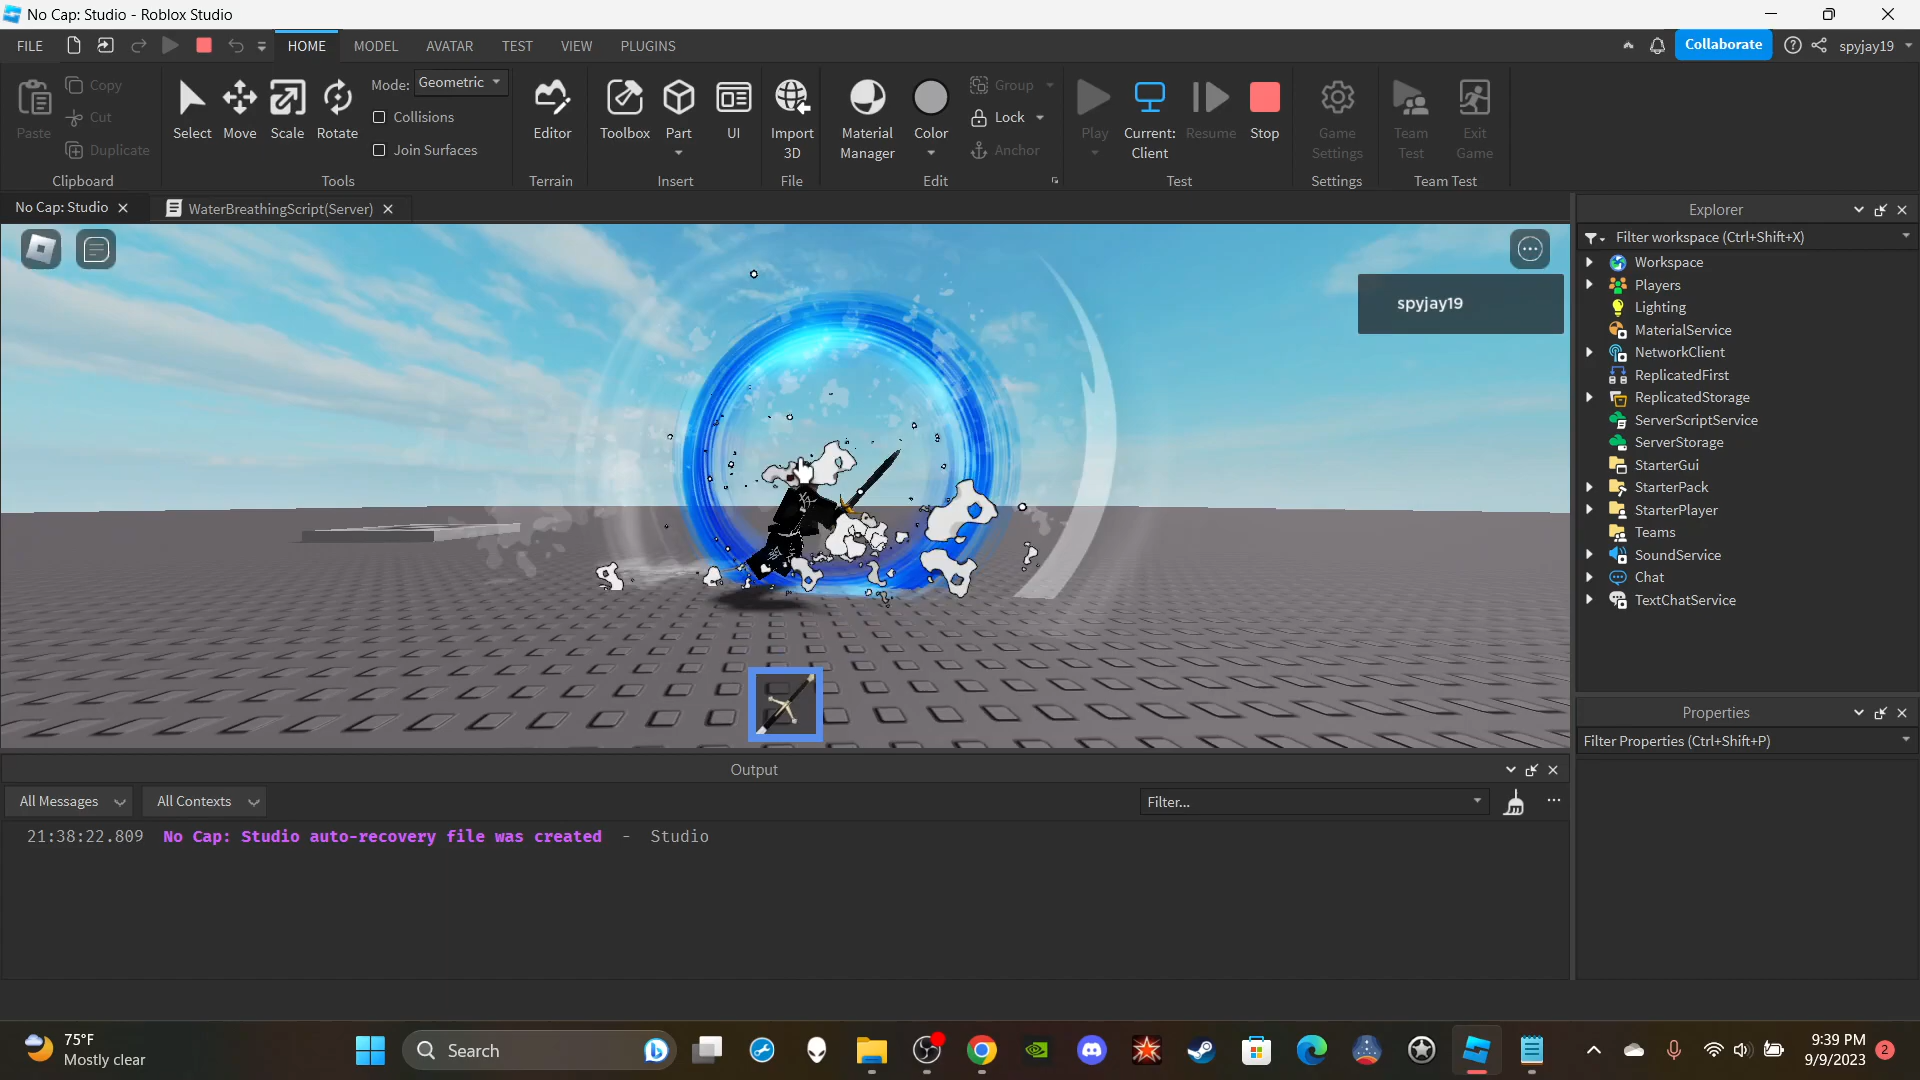 No Cap: Studio - Roblox Studio
FILE HOME MODEL AVATAR TEST VIEW PLUGINS Collaborate spyjay19
Paste Copy Cut Duplicate Clipboard
Select Move Scale Rotate Mode: Geometric
Collisions
Join Surfaces
Tools
Editor Terrain
Toolbox Part UI Insert
Import 3D File
Material Manager Color Group Lock Anchor Edit
Play Current: Client Resume Stop Test
Game Settings Settings
Team Test Exit Game Team Test
No Cap: Studio WaterBreathingScript(Server)
spyjay19
Explorer
Filter workspace (Ctrl+Shift+X)
Workspace
Players
Lighting
MaterialService
NetworkClient
ReplicatedFirst
ReplicatedStorage
ServerScriptService
ServerStorage
StarterGui
StarterPack
StarterPlayer
Teams
SoundService
Chat
TextChatService
Properties
Filter Properties (Ctrl+Shift+P)
Output
All Messages All Contexts Filter...
21:38:22.809 No Cap: Studio auto-recovery file was created - Studio
75°F
Mostly clear
Search
9:39 PM
9/9/2023
2